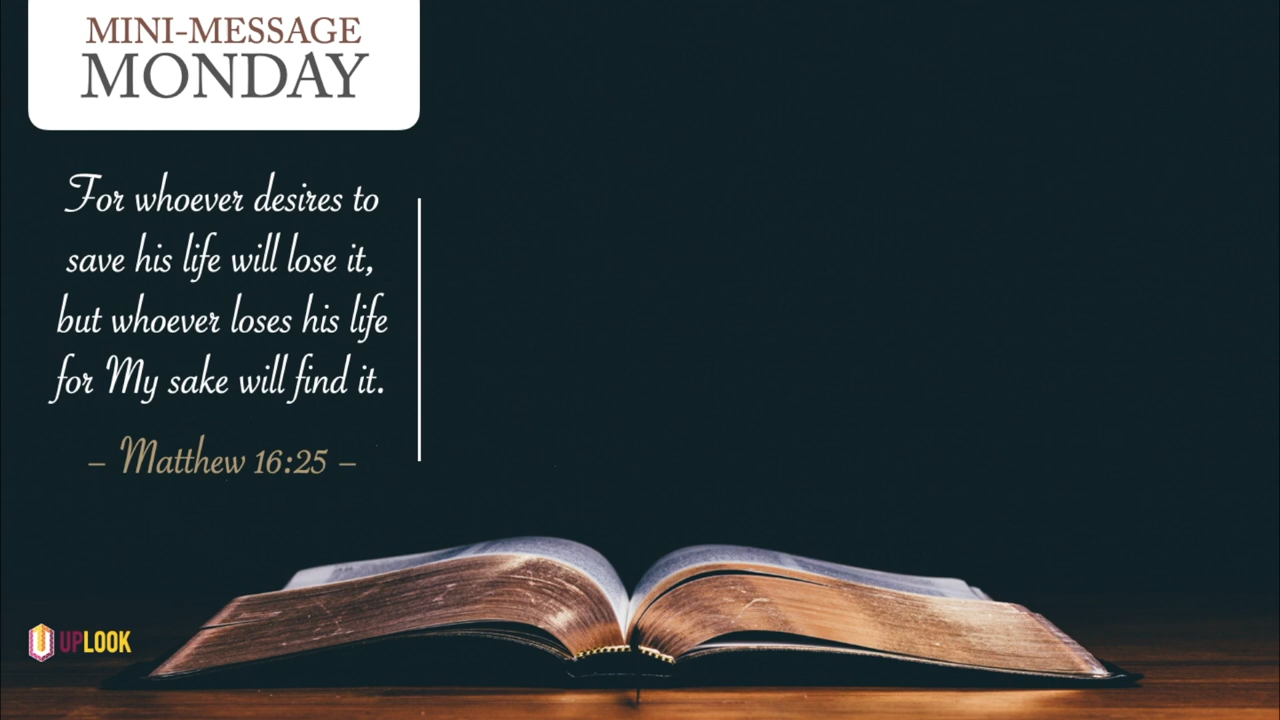 MINI-MESSAGE
MONDAY
For whoever desires to
save his life will lose it,
but whoever loses his life
for My sake will find it.
– Matthew 16:25 –
UPLOOK